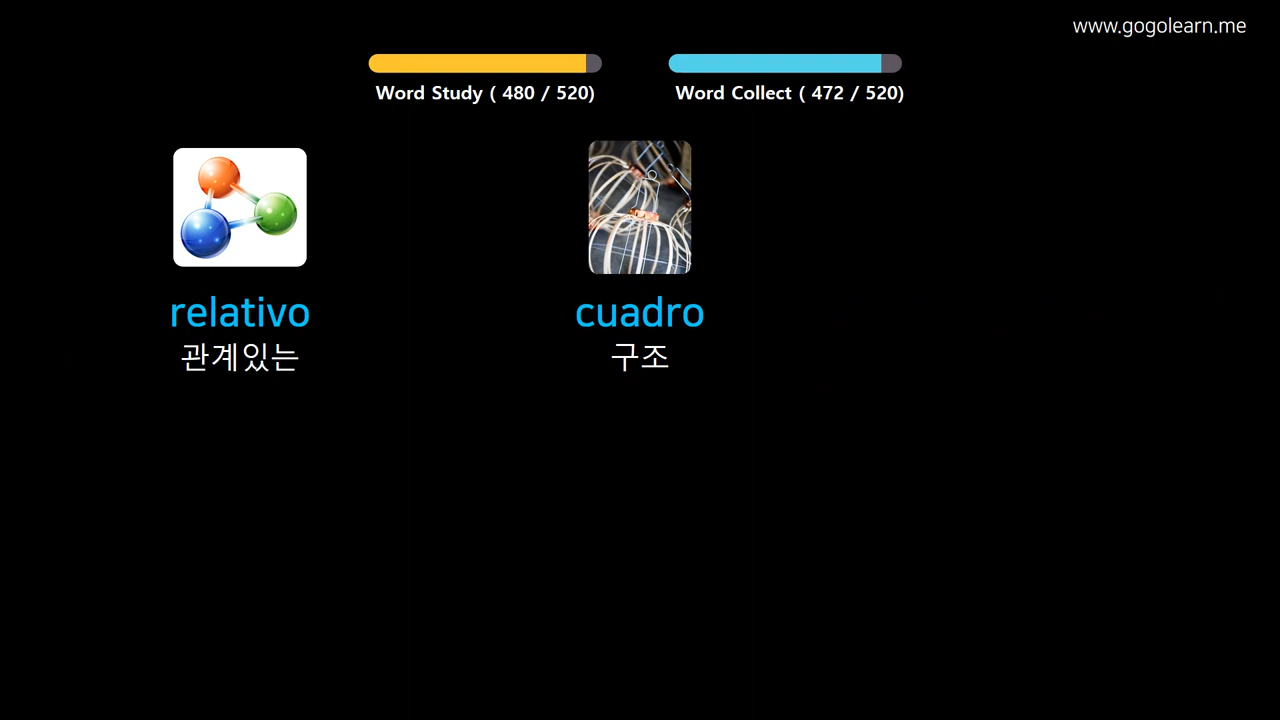 www.gogolearn.me
Word Study ( 480 / 520)
Word Collect ( 472 / 520)
relativo
관계있는
cuadro
구조